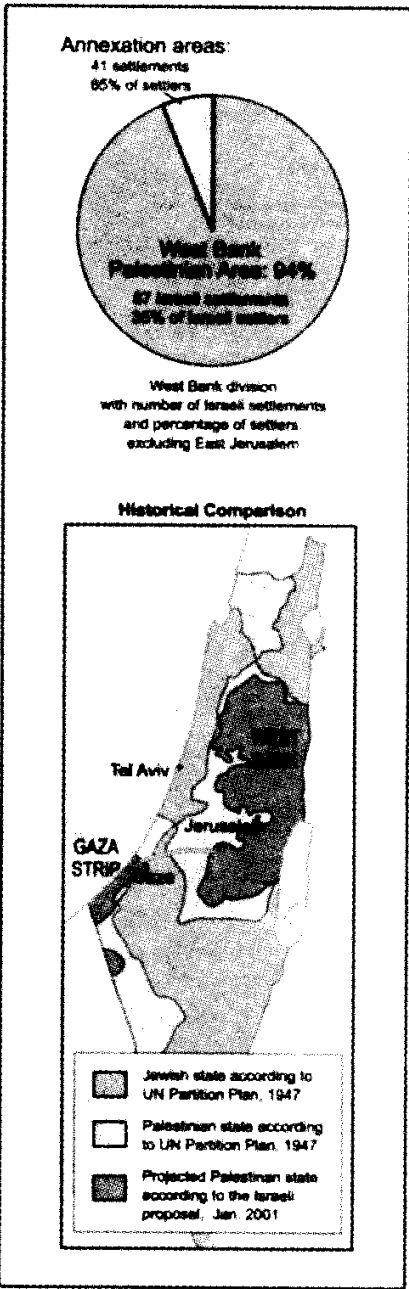 Annexation areas:
41 settlements
65% of settlers
West Bank
Palestinian Area: 94%
87 Israeli settlements
35% of Israeli settlers
West Bank division
with number of Israeli settlements
and percentage of settlers
excluding East Jerusalem
Historical Comparison
WEST
Tel Aviv
Jerusalem
GAZA
STRIP
Jewish state according to
UN Partition Plan, 1947
Palestinian state according
to UN Partition Plan, 1947
Projected Palestinan state
according to the Israeli
proposal, Jan. 2001